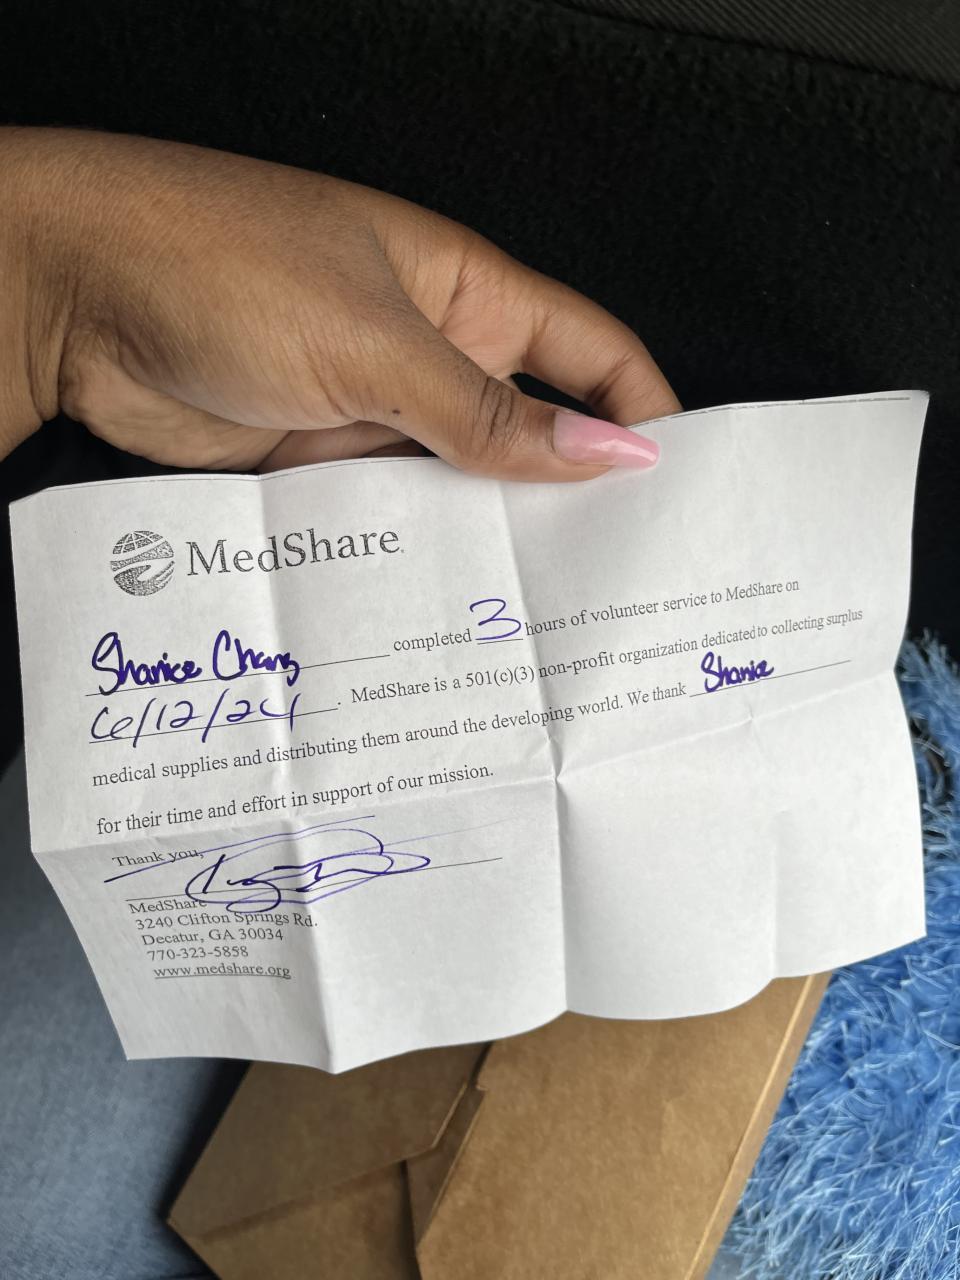 MedShare
Shanice Chang completed 3 hours of volunteer service to MedShare on
6/12/24. MedShare is a 501(c)(3) non-profit organization dedicated to collecting surplus
medical supplies and distributing them around the developing world. We thank Shanice
for their time and effort in support of our mission.
Thank you,
MedShare
3240 Clifton Springs Rd.
Decatur, GA 30034
770-323-5858
www.medshare.org